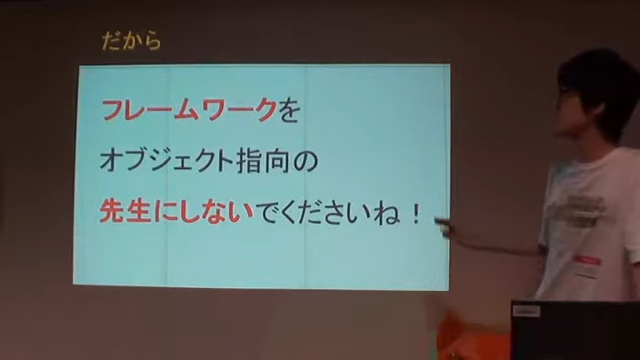 だから
フレームワークを
オブジェクト指向の
先生にしないでくださいね！